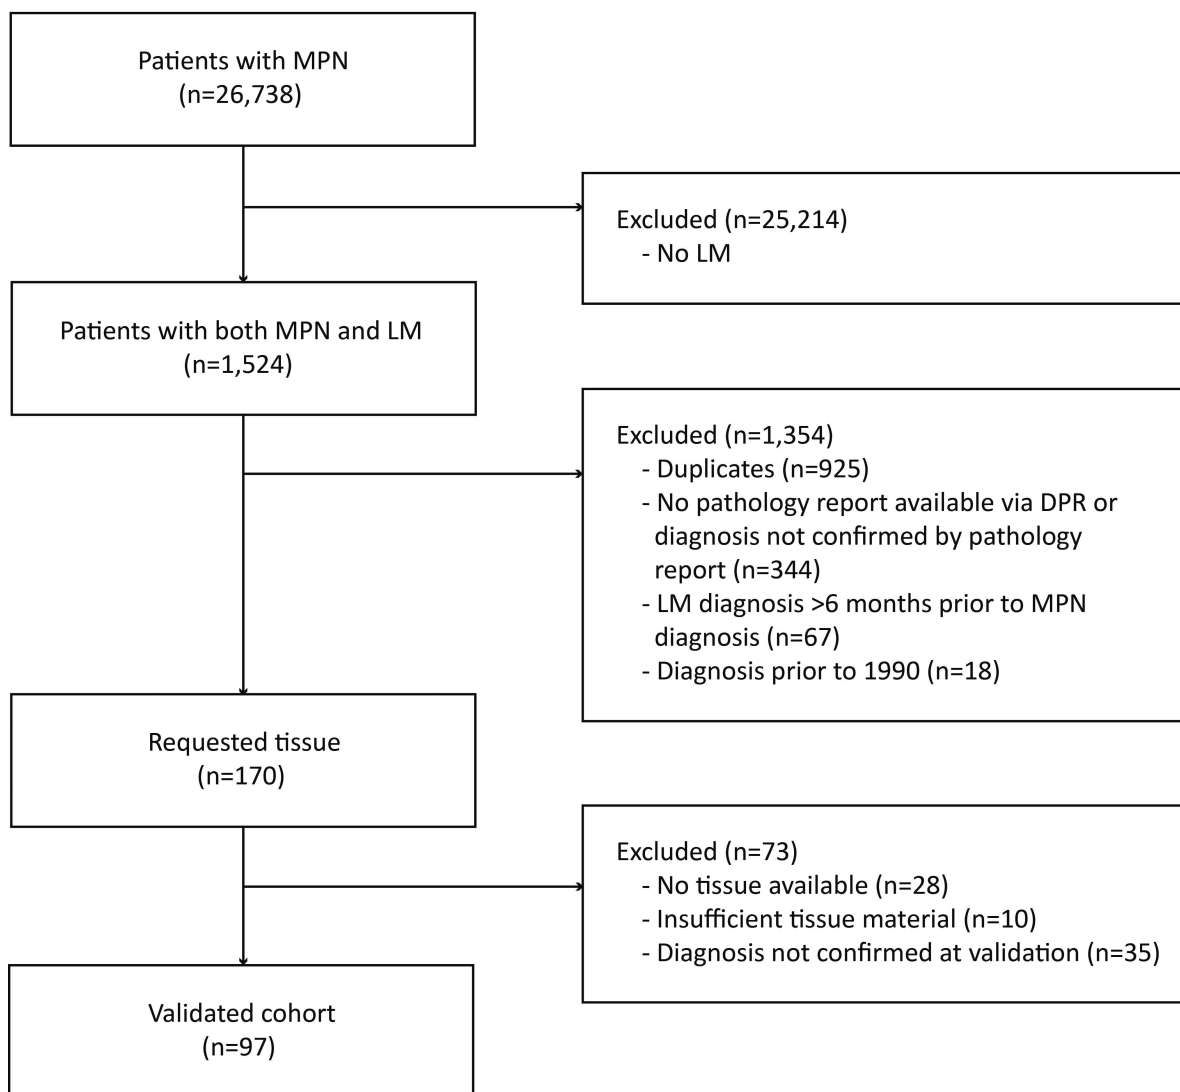 Patients with MPN
(n=26,738)
Excluded (n=25,214)
- No LM
Patients with both MPN and LM
(n=1,524)
Excluded (n=1,354)
- Duplicates (n=925)
- No pathology report available via DPR or
diagnosis not confirmed by pathology
report (n=344)
- LM diagnosis >6 months prior to MPN
diagnosis (n=67)
- Diagnosis prior to 1990 (n=18)
Requested tissue
(n=170)
Excluded (n=73)
- No tissue available (n=28)
- Insufficient tissue material (n=10)
- Diagnosis not confirmed at validation (n=35)
Validated cohort
(n=97)